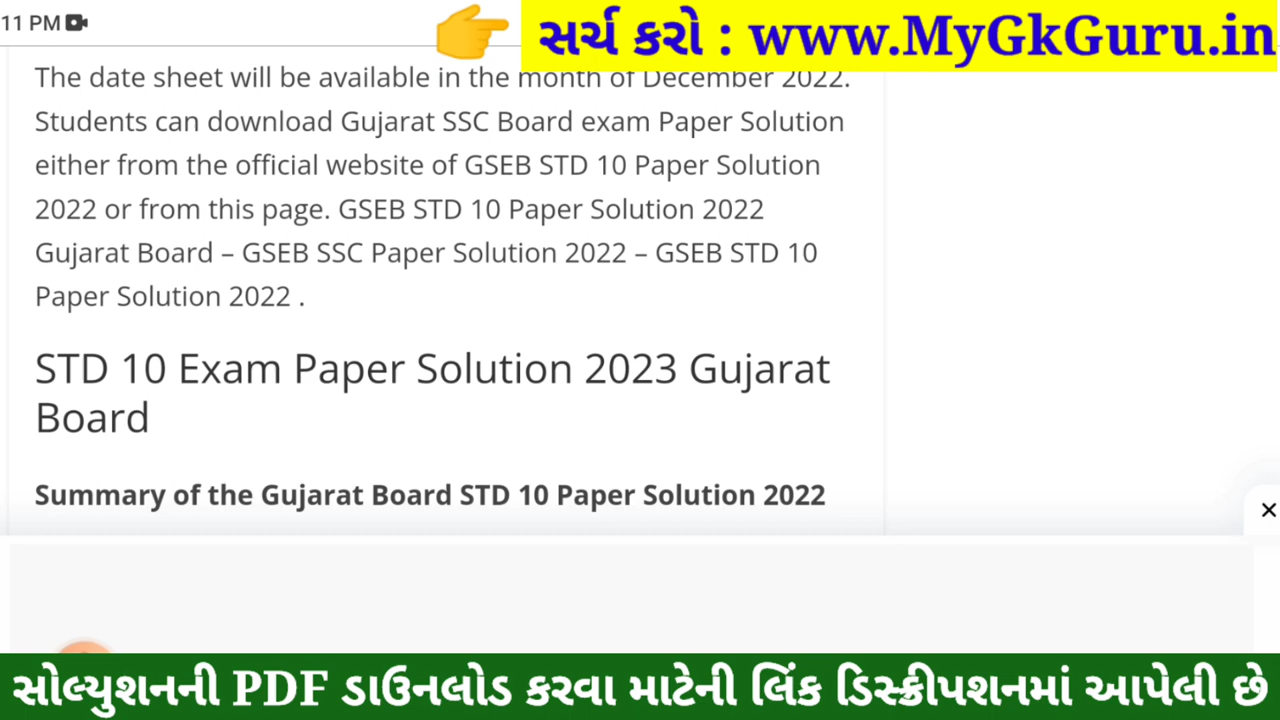 11 PM
👉 સર્ચ કરો : www.MyGkGuru.in
The date sheet will be available in the month of December 2022.
Students can download Gujarat SSC Board exam Paper Solution
either from the official website of GSEB STD 10 Paper Solution
2022 or from this page. GSEB STD 10 Paper Solution 2022
Gujarat Board – GSEB SSC Paper Solution 2022 – GSEB STD 10
Paper Solution 2022 .
STD 10 Exam Paper Solution 2023 Gujarat
Board
Summary of the Gujarat Board STD 10 Paper Solution 2022
સોલ્યુશનની PDF ડાઉનલોડ કરવા માટેની લિંક ડિસ્ક્રીપશનમાં આપેલી છે